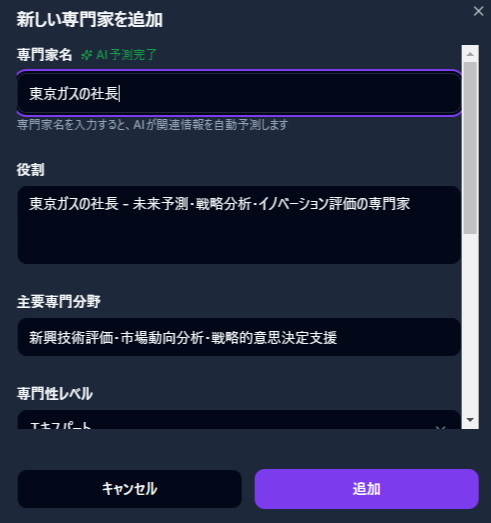 新しい専門家を追加
専門家名 AI予測完了
東京ガスの社長
専門家名を入力すると、AIが関連情報を自動予測します
役割
東京ガスの社長 - 未来予測・戦略分析・イノベーション評価の専門家
主要専門分野
新興技術評価・市場動向分析・戦略的意思決定支援
専門性レベル
エキスパート
キャンセル
追加